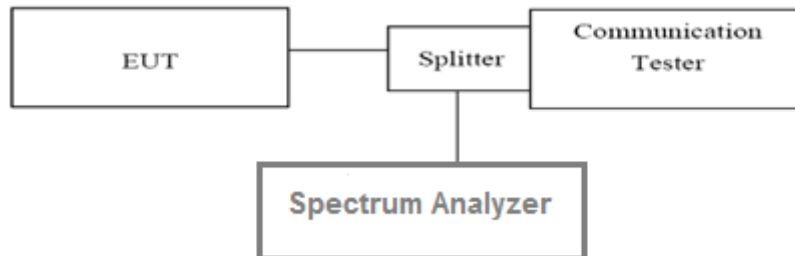 EUT
Splitter
Communication
Tester
Spectrum Analyzer